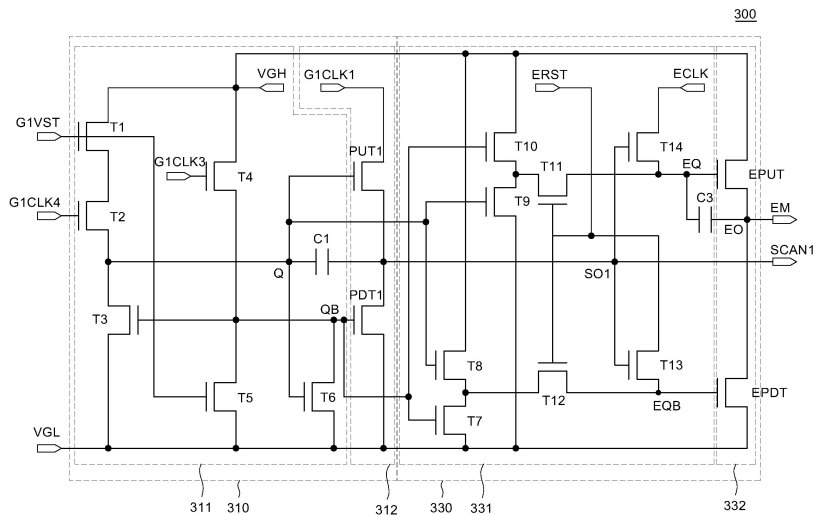 300
VGH
G1CLK1
ERST
ECLK
G1VST
T1
T10
T14
PUT1
T11
EQ
G1CLK3
T4
EPUT
G1CLK4
T2
T9
C3
EM
EO
C1
SCAN1
Q
SO1
QB
PDT1
T3
T8
T13
T5
T6
T12
EQB
EPDT
T7
VGL
311
310
312
330
331
332